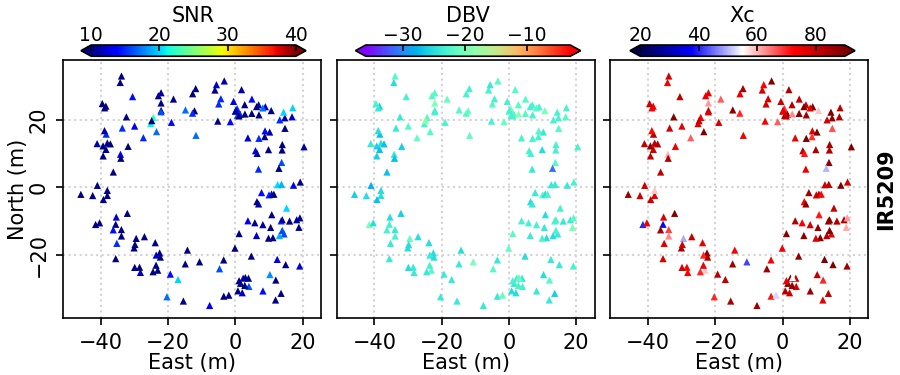 SNR
DBV
Xc
10 20 30 40
−30 −20 −10
20 40 60 80
North (m)
20
0
−20
−40 −20 0 20
−40 −20 0 20
−40 −20 0 20
East (m)
East (m)
East (m)
IR5209